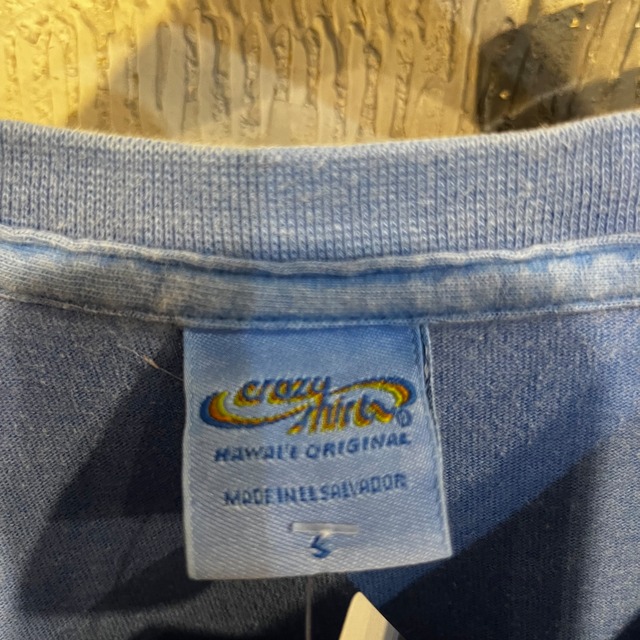 crazy
shirts®
HAWAI'I ORIGINAL
MADE IN EL SALVADOR
S